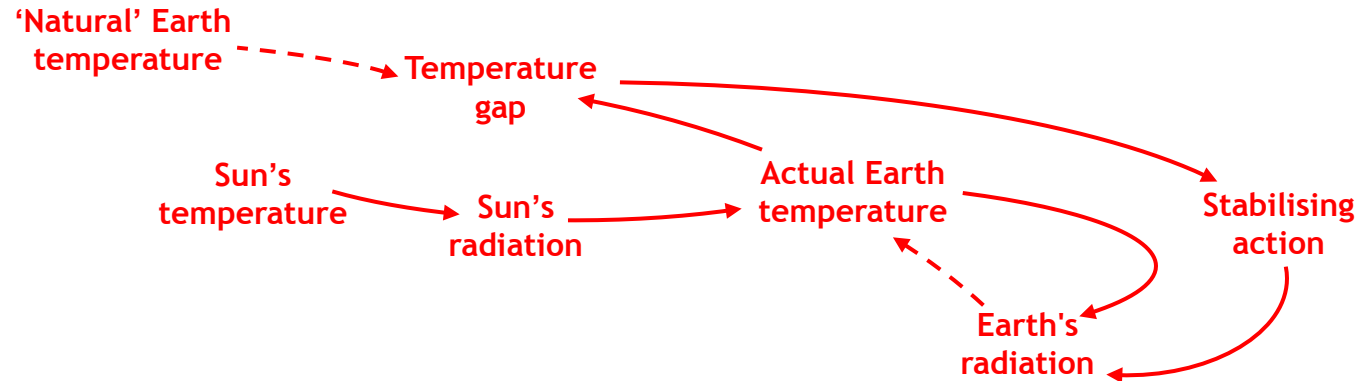 ‘Natural’ Earth
temperature
Temperature
gap
Sun’s
temperature
Sun’s
radiation
Actual Earth
temperature
Stabilising
action
Earth's
radiation